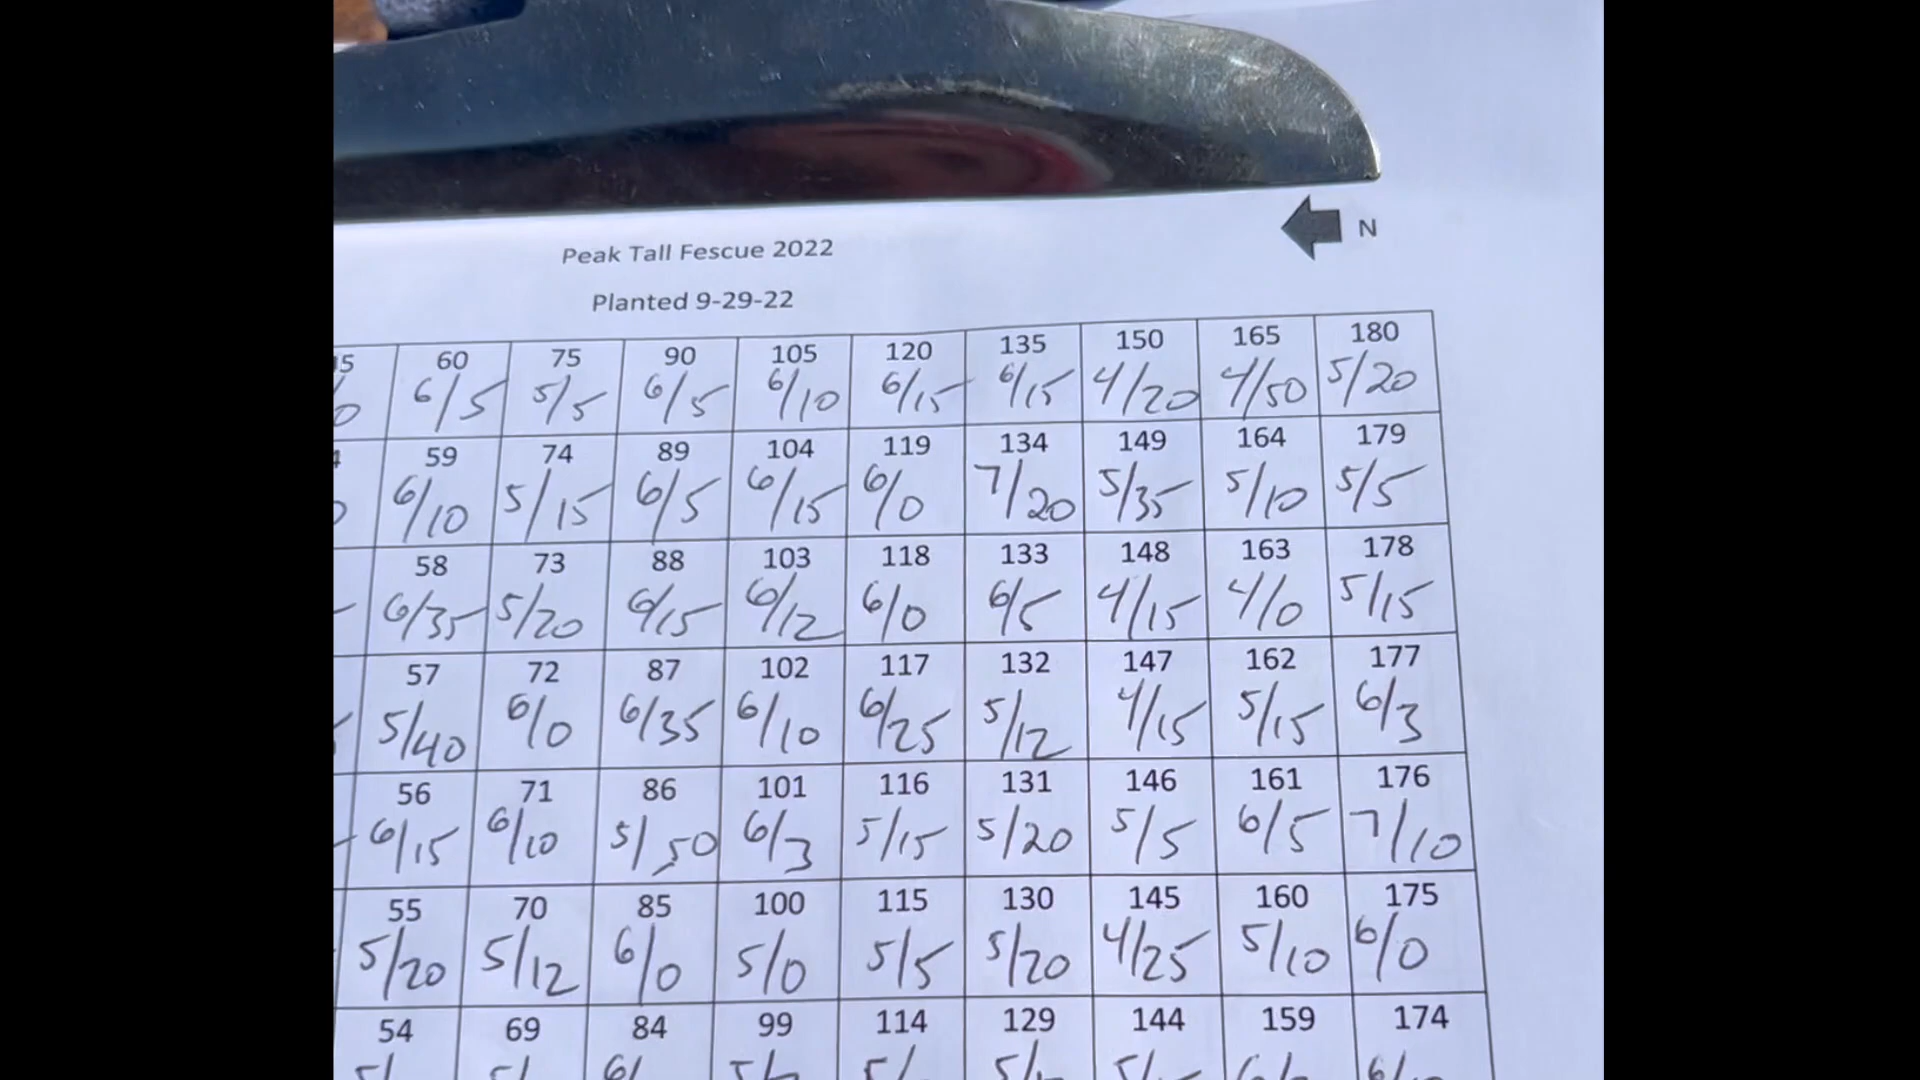 N
Peak Tall Fescue 2022
Planted 9-29-22
60 75 90 105 120 135 150 165 180
6/5 5/5 6/5 6/10 6/15 6/15 4/20 4/50 5/20
59 74 89 104 119 134 149 164 179
6/10 5/15 6/5 6/15 6/0 7/20 5/35 5/10 5/5
58 73 88 103 118 133 148 163 178
6/35 5/20 6/15 6/12 6/0 6/5 4/15 4/0 5/15
57 72 87 102 117 132 147 162 177
5/40 6/0 6/35 6/10 6/25 5/12 4/15 5/15 6/3
56 71 86 101 116 131 146 161 176
6/15 6/10 5/50 6/3 5/15 5/20 5/5 6/5 7/10
55 70 85 100 115 130 145 160 175
5/20 5/12 6/0 5/0 5/5 5/20 4/25 5/10 6/0
54 69 84 99 114 129 144 159 174